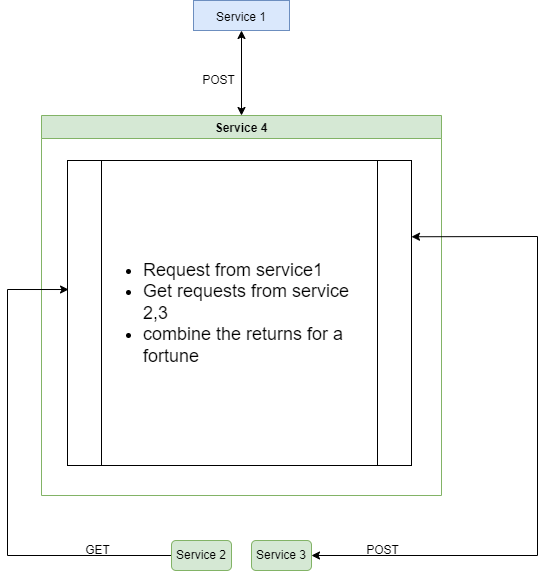 Service 1
POST
Service 4
Request from service1
Get requests from service
2,3
combine the returns for a
fortune
GET
Service 2
Service 3
POST